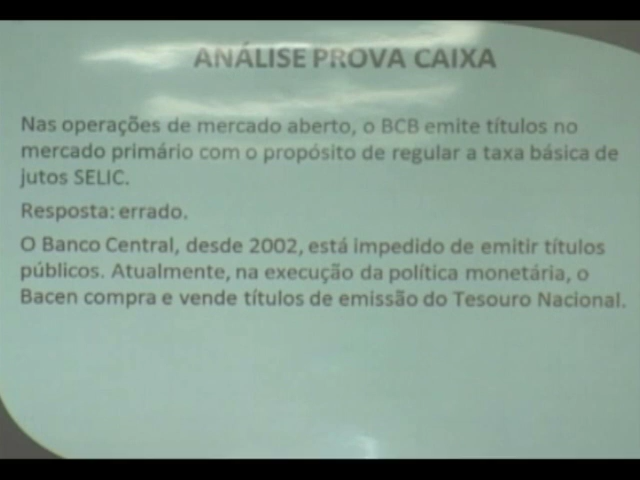 ANÁLISE PROVA CAIXA
Nas operações de mercado aberto, o BCB emite títulos no
mercado primário com o propósito de regular a taxa básica de
jutos SELIC.
Resposta: errado.
O Banco Central, desde 2002, está impedido de emitir títulos
públicos. Atualmente, na execução da política monetária, o
Bacen compra e vende títulos de emissão do Tesouro Nacional.